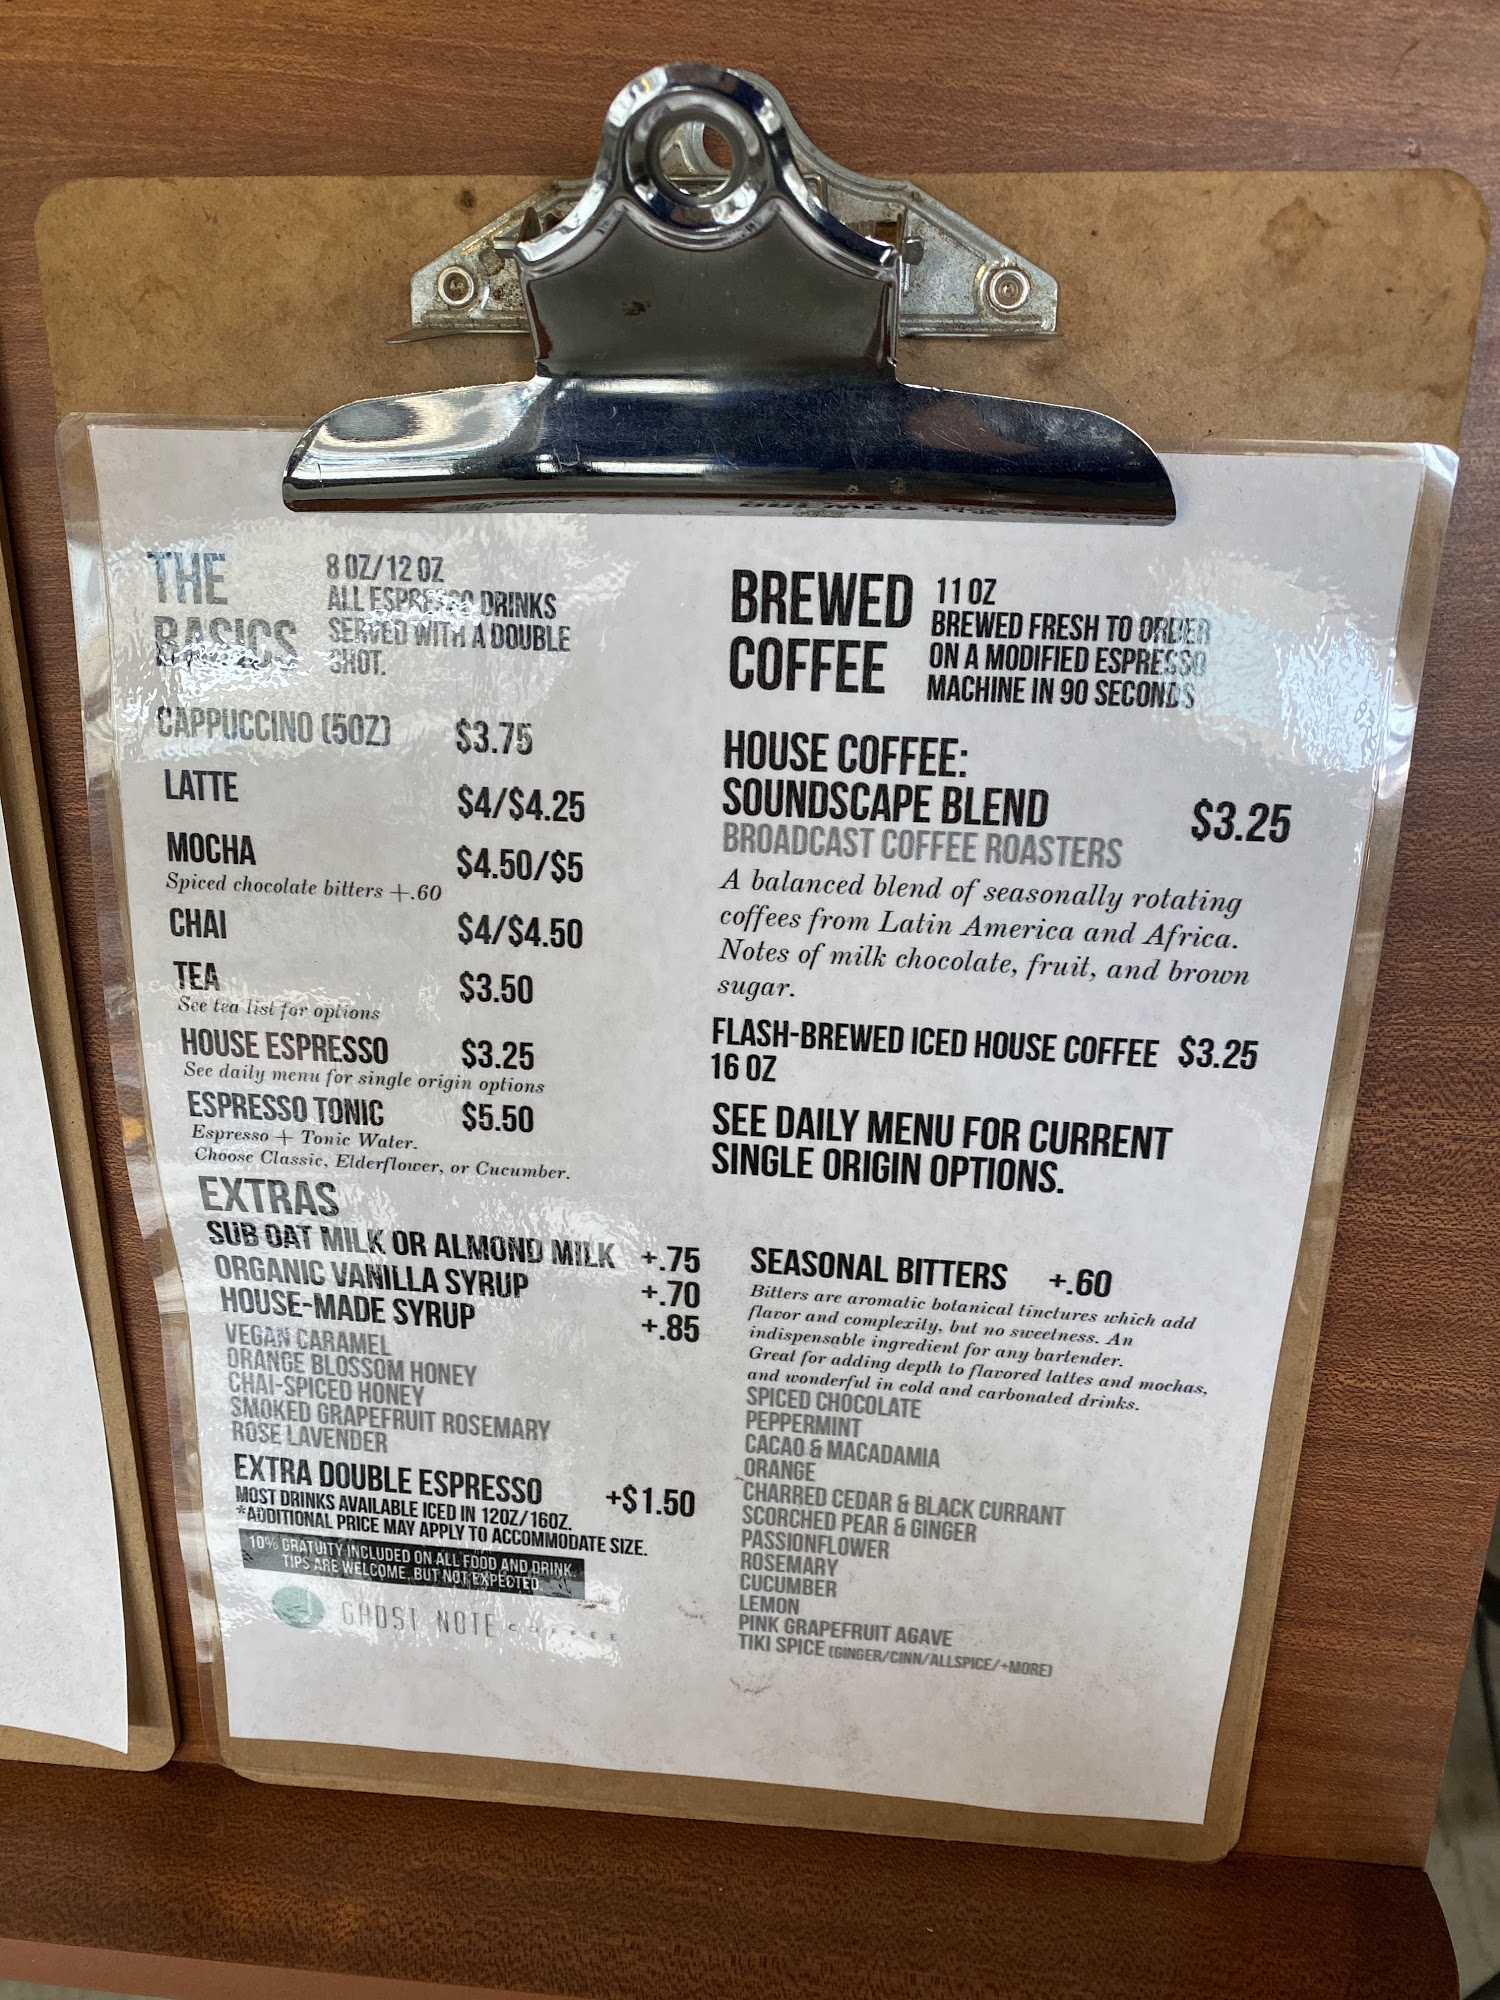 THE
BASICS
8 OZ/12 OZ
ALL ESPRESSO DRINKS
SERVED WITH A DOUBLE
SHOT.
CAPPUCCINO (5OZ) $3.75
LATTE $4/$4.25
MOCHA $4.50/$5
Spiced chocolate bitters +.60
CHAI $4/$4.50
TEA $3.50
See tea list for options
HOUSE ESPRESSO $3.25
See daily menu for single origin options
ESPRESSO TONIC $5.50
Espresso + Tonic Water.
Choose Classic, Elderflower, or Cucumber.
EXTRAS
SUB OAT MILK OR ALMOND MILK +.75
ORGANIC VANILLA SYRUP +.70
HOUSE-MADE SYRUP +.85
VEGAN CARAMEL
ORANGE BLOSSOM HONEY
CHAI-SPICED HONEY
SMOKED GRAPEFRUIT ROSEMARY
ROSE LAVENDER
EXTRA DOUBLE ESPRESSO +$1.50
MOST DRINKS AVAILABLE ICED IN 12OZ/16OZ.
*ADDITIONAL PRICE MAY APPLY TO ACCOMMODATE SIZE.
10% GRATUITY INCLUDED ON ALL FOOD AND DRINK.
TIPS ARE WELCOME, BUT NOT EXPECTED
GHOST NOTE COFFEE
BREWED
COFFEE
11 OZ
BREWED FRESH TO ORDER
ON A MODIFIED ESPRESSO
MACHINE IN 90 SECONDS
HOUSE COFFEE:
SOUNDSCAPE BLEND $3.25
BROADCAST COFFEE ROASTERS
A balanced blend of seasonally rotating
coffees from Latin America and Africa.
Notes of milk chocolate, fruit, and brown
sugar.
FLASH-BREWED ICED HOUSE COFFEE $3.25
16 OZ
SEE DAILY MENU FOR CURRENT
SINGLE ORIGIN OPTIONS.
SEASONAL BITTERS +.60
Bitters are aromatic botanical tinctures which add
flavor and complexity, but no sweetness. An
indispensable ingredient for any bartender.
Great for adding depth to flavored lattes and mochas,
and wonderful in cold and carbonated drinks.
SPICED CHOCOLATE
PEPPERMINT
CACAO & MACADAMIA
ORANGE
CHARRED CEDAR & BLACK CURRANT
SCORCHED PEAR & GINGER
PASSIONFLOWER
ROSEMARY
CUCUMBER
LEMON
PINK GRAPEFRUIT AGAVE
TIKI SPICE (GINGER/CINN/ALLSPICE/+MORE)